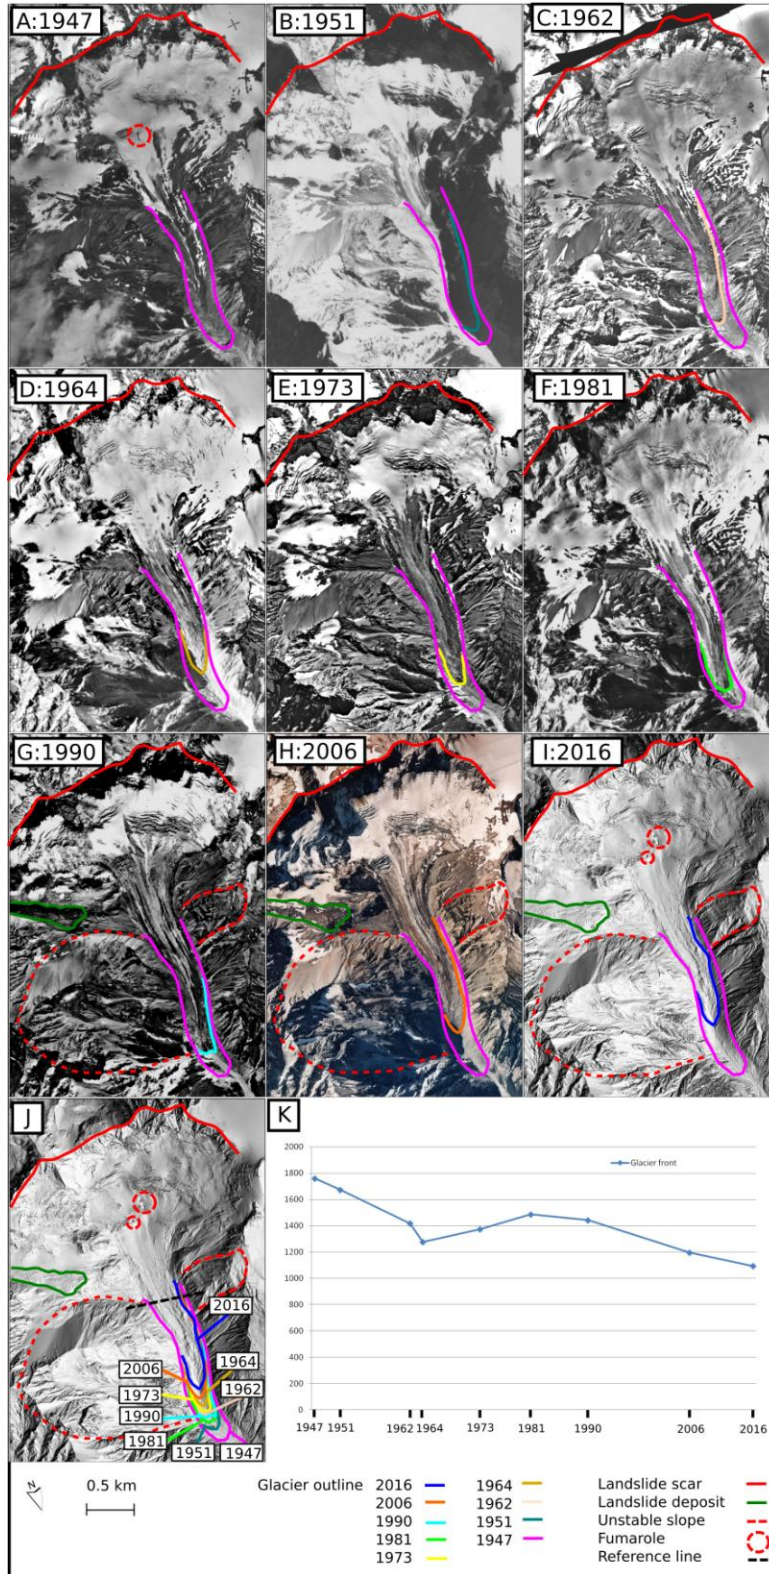 A:1947
B:1951
C:1962
D:1964
E:1973
F:1981
G:1990
H:2006
I:2016
J
2016
2006
1964
1973
1962
1990
1981
1951
1947
K
2000
1800
1600
1400
1200
1000
800
600
400
200
0
Glacier front
1947 1951 1962 1964 1973 1981 1990 2006 2016
N
0.5 km
Glacier outline
2016
2006
1990
1981
1973
1964
1962
1951
1947
Landslide scar
Landslide deposit
Unstable slope
Fumarole
Reference line